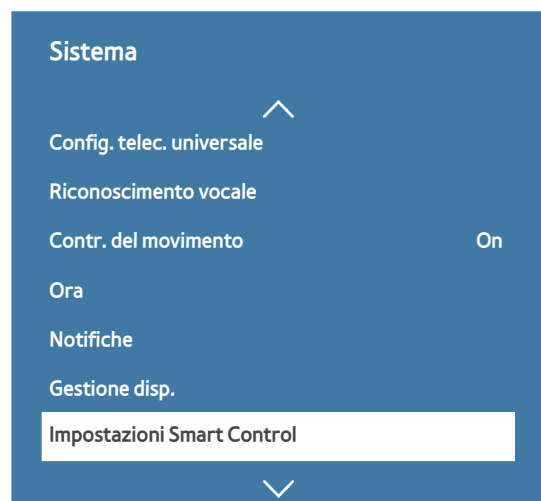 Sistema
Config. telec. universale
Riconoscimento vocale
Contr. del movimento On
Ora
Notifiche
Gestione disp.
Impostazioni Smart Control